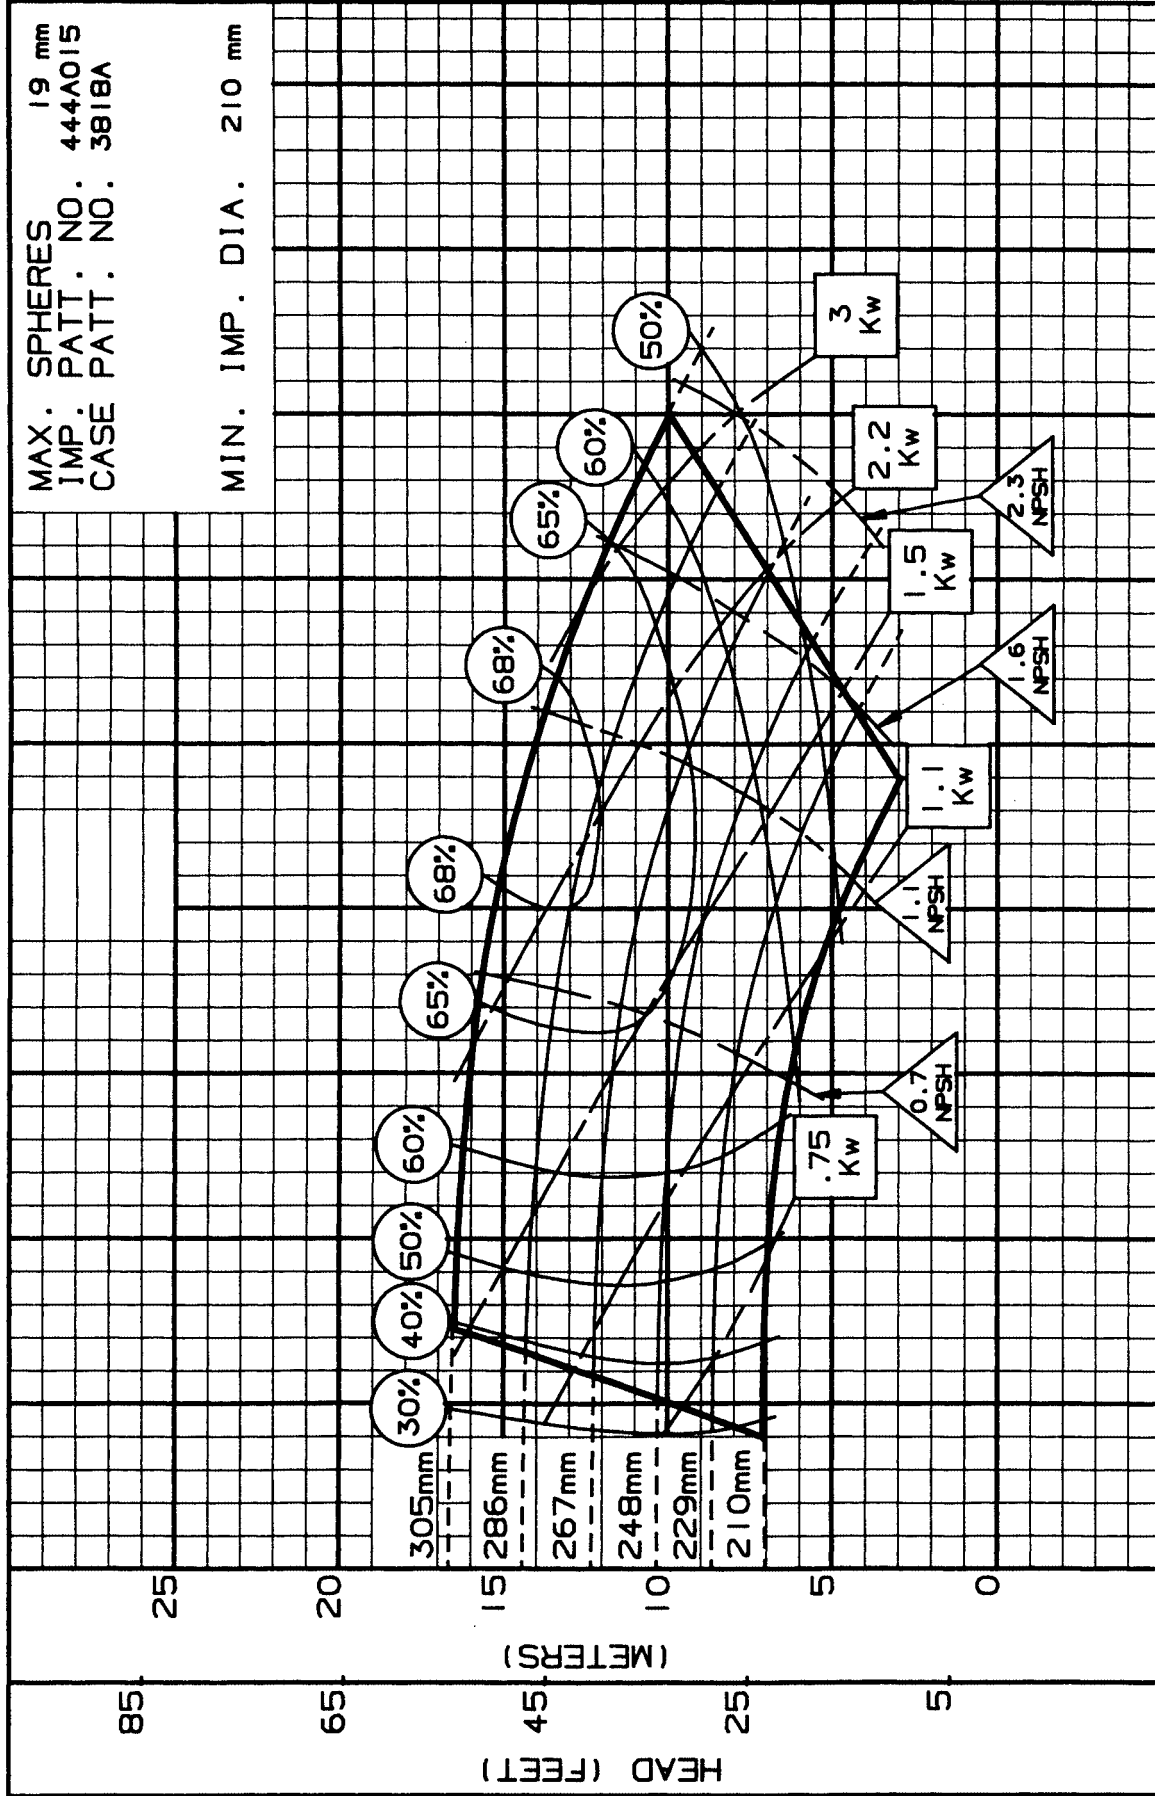 MAX. SPHERES 19 mm
IMP. PATT. NO. 444A015
CASE PATT. NO. 3818A
MIN. IMP. DIA. 210 mm
HEAD (FEET)
85
65
45
25
5
(METERS)
25
20
15
10
5
0
305mm
286mm
267mm
248mm
229mm
210mm
30%
40%
50%
60%
65%
68%
68%
65%
60%
50%
.75
Kw
1.1
Kw
1.5
Kw
2.2
Kw
3
Kw
0.7
NPSH
1.1
NPSH
1.6
NPSH
2.3
NPSH